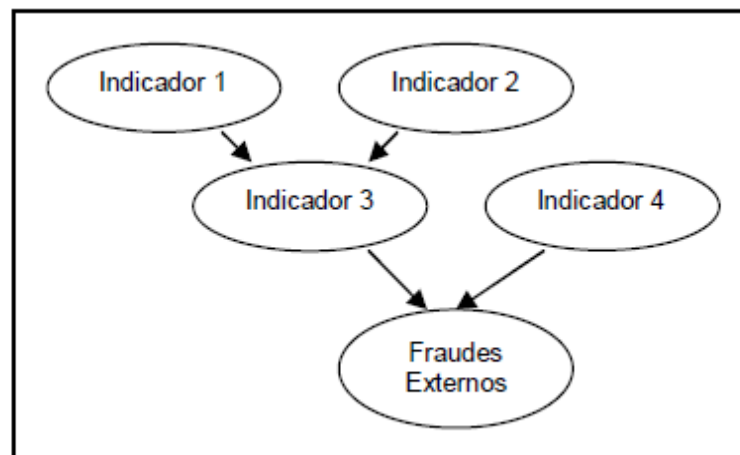 Indicador 1
Indicador 2
Indicador 3
Indicador 4
Fraudes
Externos